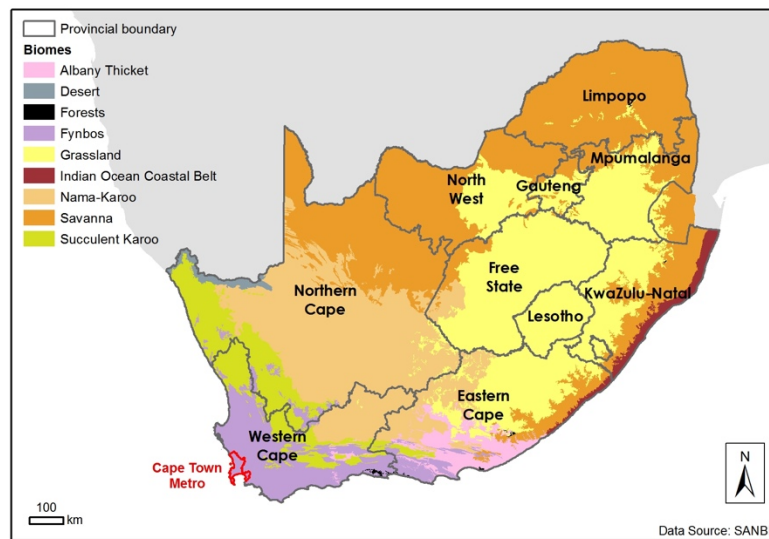 Provincial boundary
Biomes
Albany Thicket
Desert
Forests
Fynbos
Grassland
Indian Ocean Coastal Belt
Nama-Karoo
Savanna
Succulent Karoo
Limpopo
Mpumalanga
North
West
Gauteng
Free
State
KwaZulu-Natal
Lesotho
Northern
Cape
Eastern
Cape
Western
Cape
Cape Town
Metro
N
100
km
Data Source: SANB